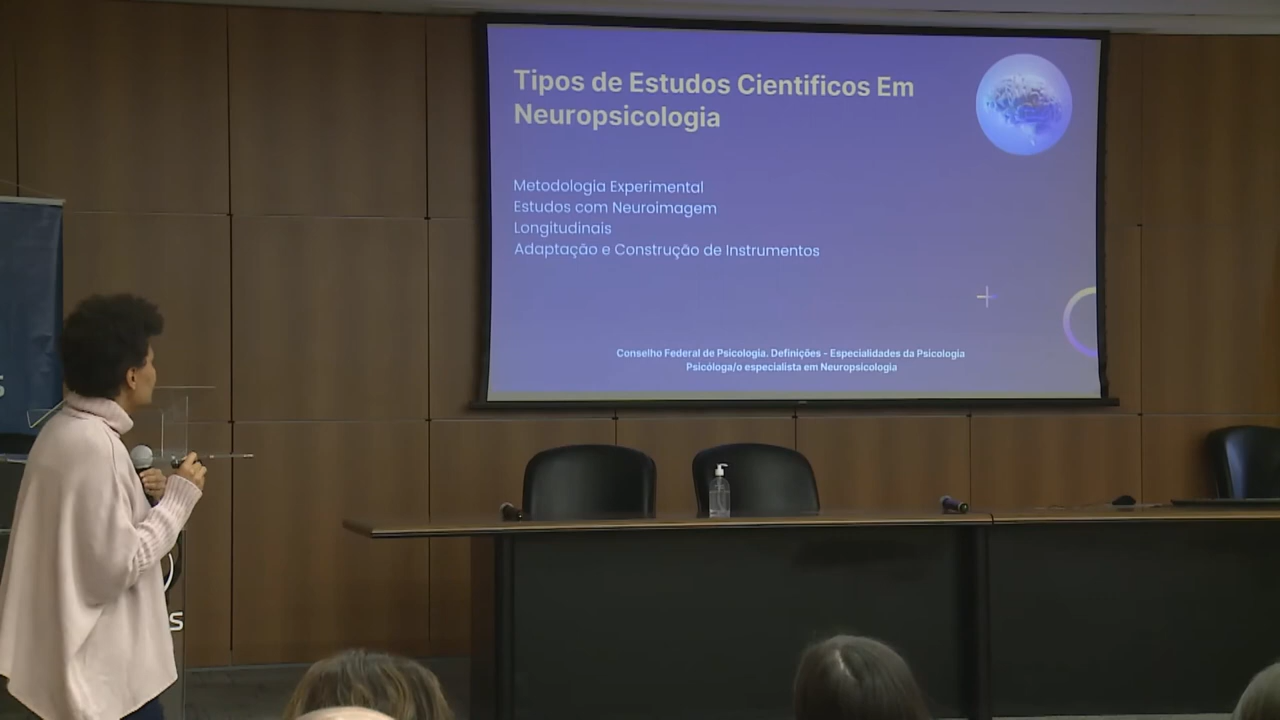 Tipos de Estudos Cientificos Em
Neuropsicologia
Metodologia Experimental
Estudos com Neuroimagem
Longitudinais
Adaptação e Construção de Instrumentos
Conselho Federal de Psicologia. Definições - Especialidades da Psicologia
Psicóloga/o especialista em Neuropsicologia
S
S